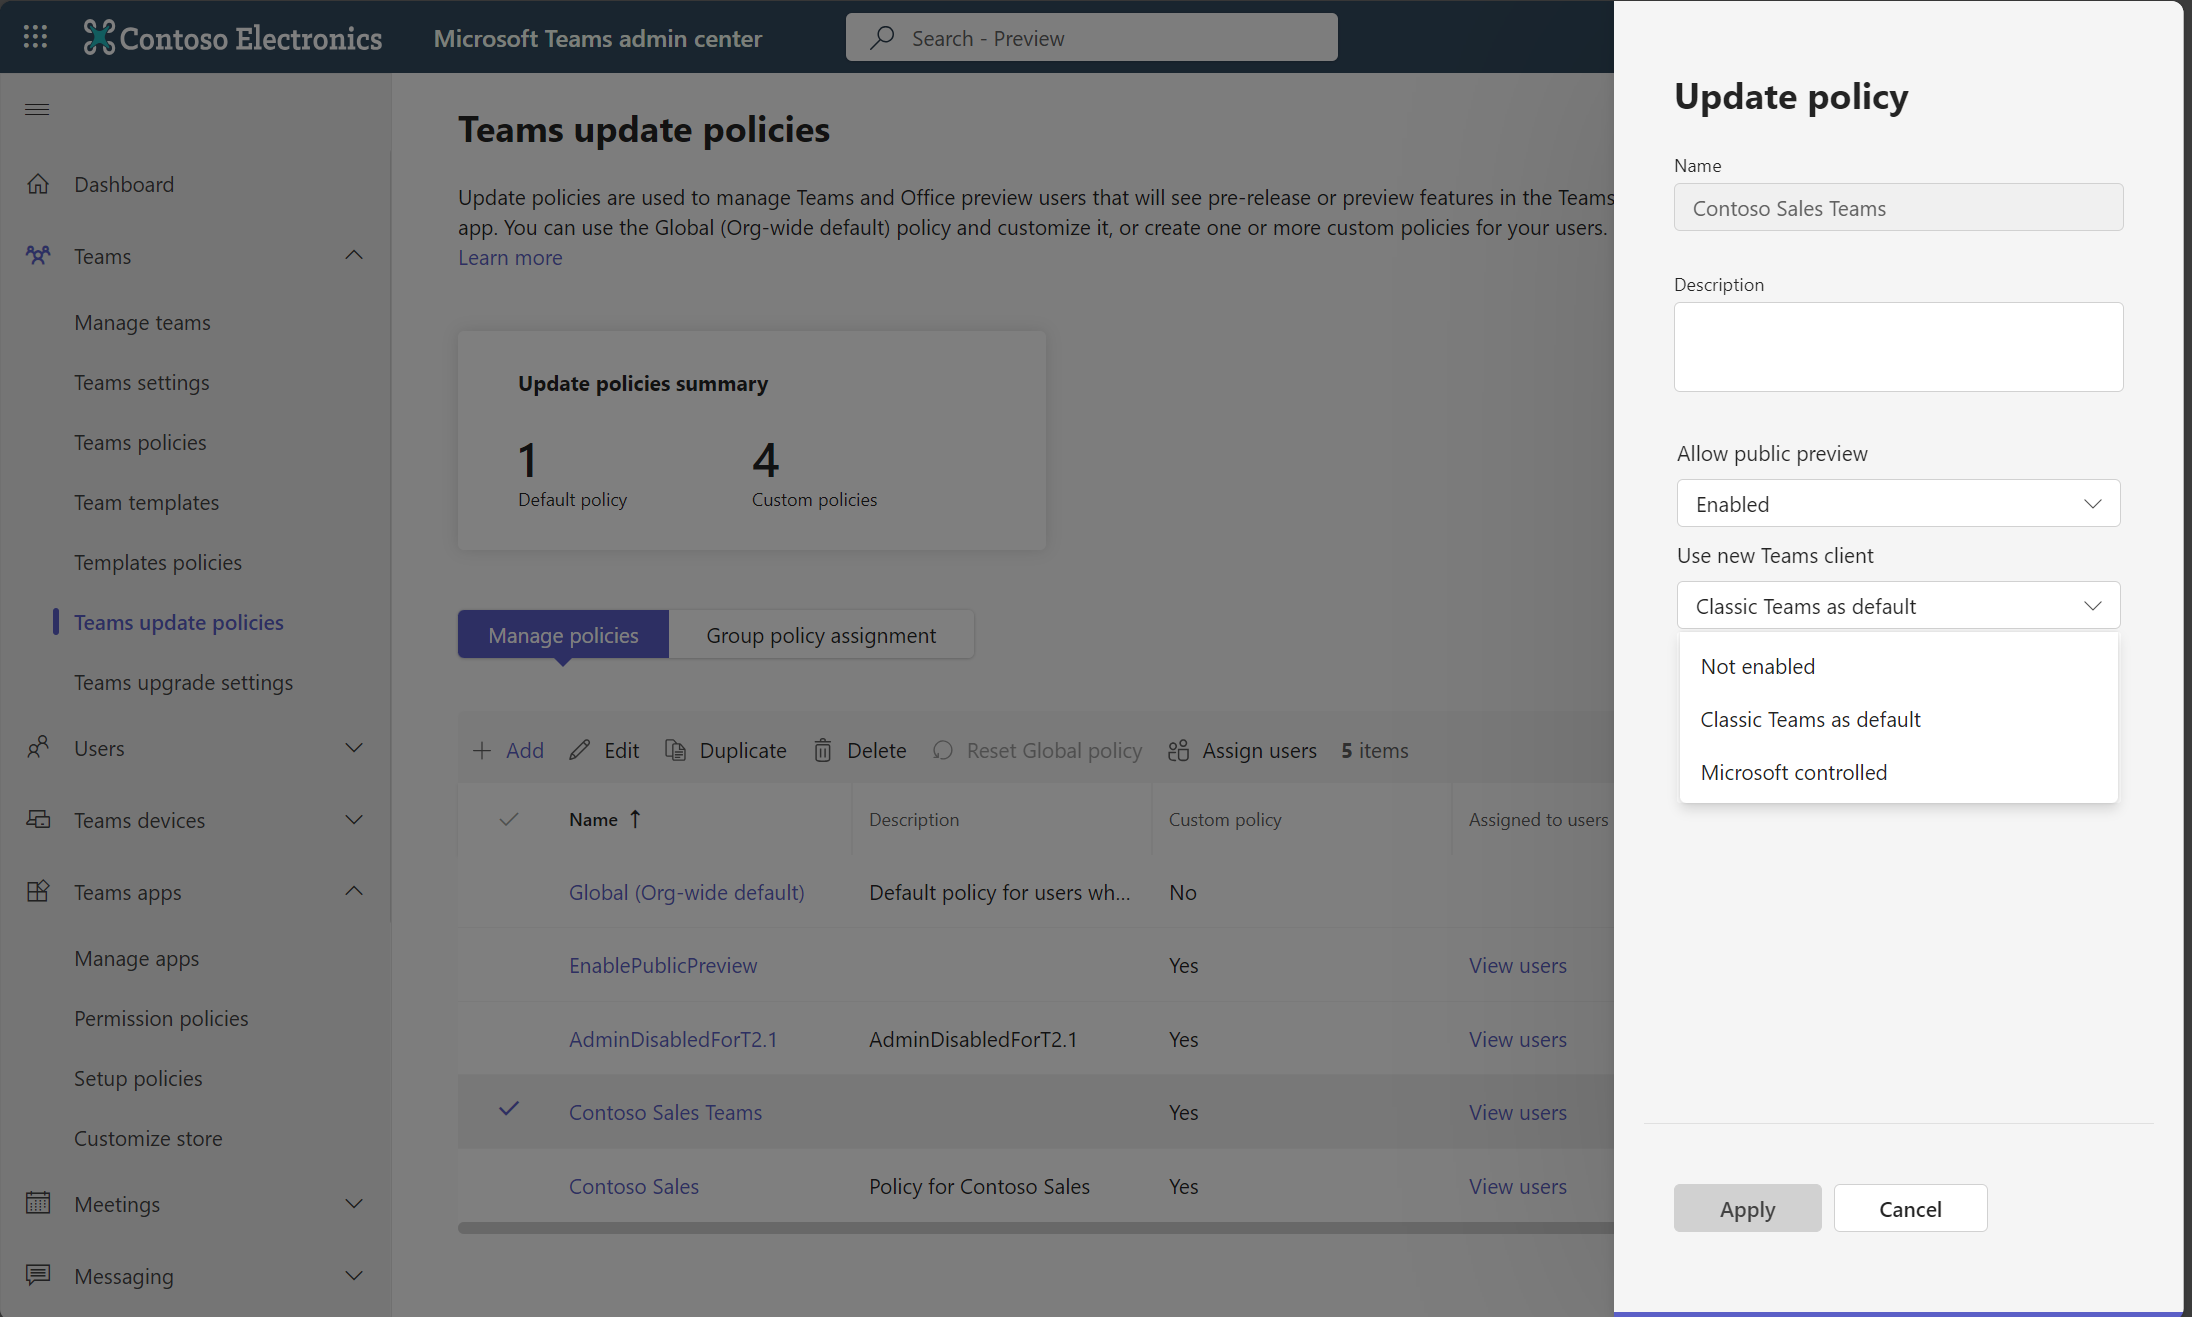 Contoso Electronics
Microsoft Teams admin center
Search - Preview
Dashboard
Teams
Manage teams
Teams settings
Teams policies
Team templates
Templates policies
Teams update policies
Teams upgrade settings
Users
Teams devices
Teams apps
Manage apps
Permission policies
Setup policies
Customize store
Meetings
Messaging
Teams update policies
Update policies are used to manage Teams and Office preview users that will see pre-release or preview features in the Teams
app. You can use the Global (Org-wide default) policy and customize it, or create one or more custom policies for your users.
Learn more
Update policies summary
1 4
Default policy Custom policies
Manage policies Group policy assignment
Add Edit Duplicate Delete Reset Global policy Assign users 5 items
Name ↑ Description Custom policy Assigned to users
Global (Org-wide default) Default policy for users wh... No
EnablePublicPreview Yes View users
AdminDisabledForT2.1 AdminDisabledForT2.1 Yes View users
Contoso Sales Teams Yes View users
Contoso Sales Policy for Contoso Sales Yes View users
Update policy
Name
Contoso Sales Teams
Description
Allow public preview
Enabled
Use new Teams client
Classic Teams as default
Not enabled
Classic Teams as default
Microsoft controlled
Apply Cancel